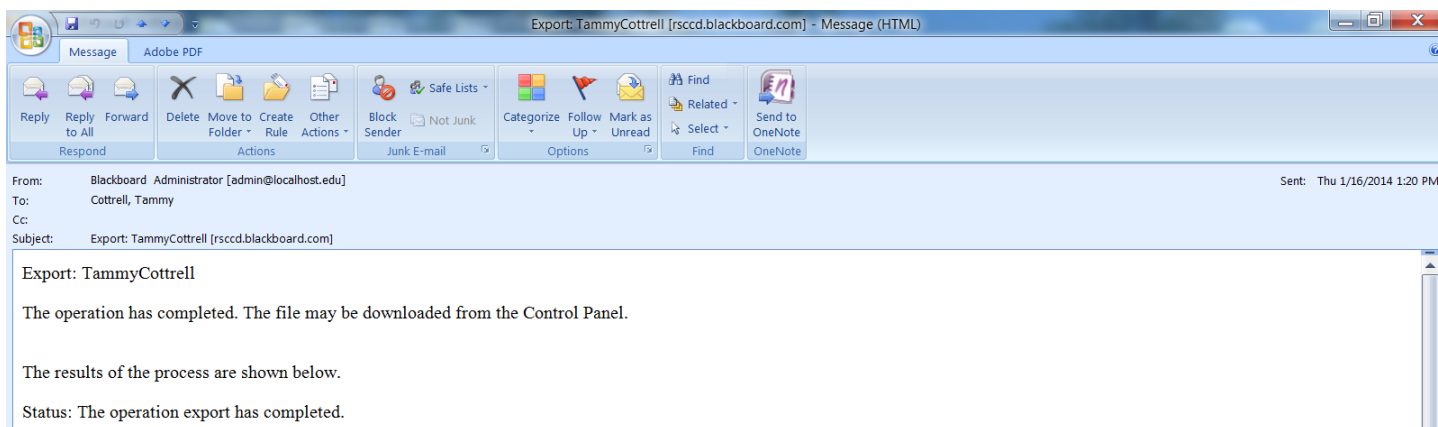 Export: TammyCottrell [rsccd.blackboard.com] - Message (HTML)
Message Adobe PDF
Reply Reply to All Forward Delete Move to Folder Create Rule Other Actions Block Sender Safe Lists Not Junk Categorize Follow Up Mark as Unread Find Related Select Send to OneNote
Respond Actions Junk E-mail Options Find OneNote
From: Blackboard Administrator [admin@localhost.edu] Sent: Thu 1/16/2014 1:20 PM
To: Cottrell, Tammy
Cc:
Subject: Export: TammyCottrell [rsccd.blackboard.com]
Export: TammyCottrell
The operation has completed. The file may be downloaded from the Control Panel.
The results of the process are shown below.
Status: The operation export has completed.